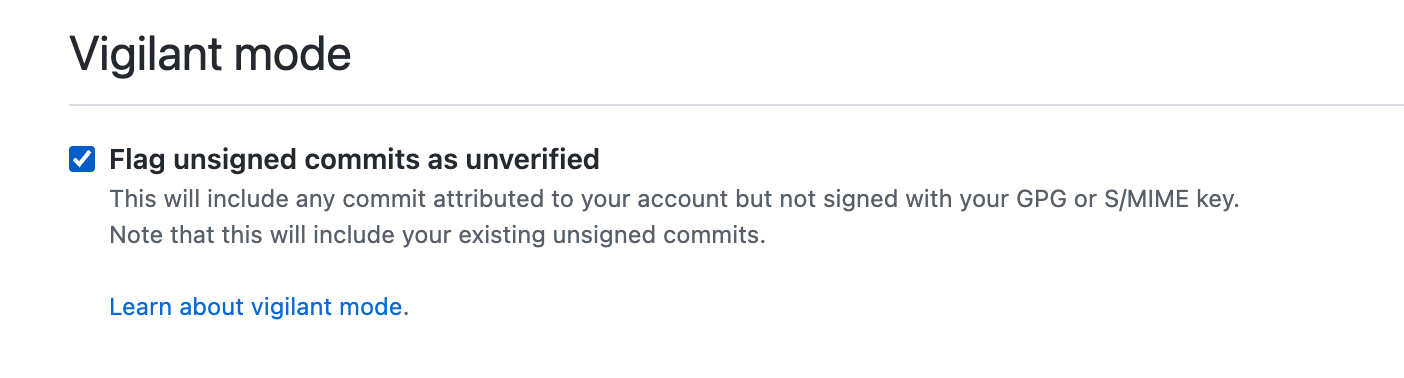 Vigilant mode
Flag unsigned commits as unverified
This will include any commit attributed to your account but not signed with your GPG or S/MIME key.
Note that this will include your existing unsigned commits.
Learn about vigilant mode.